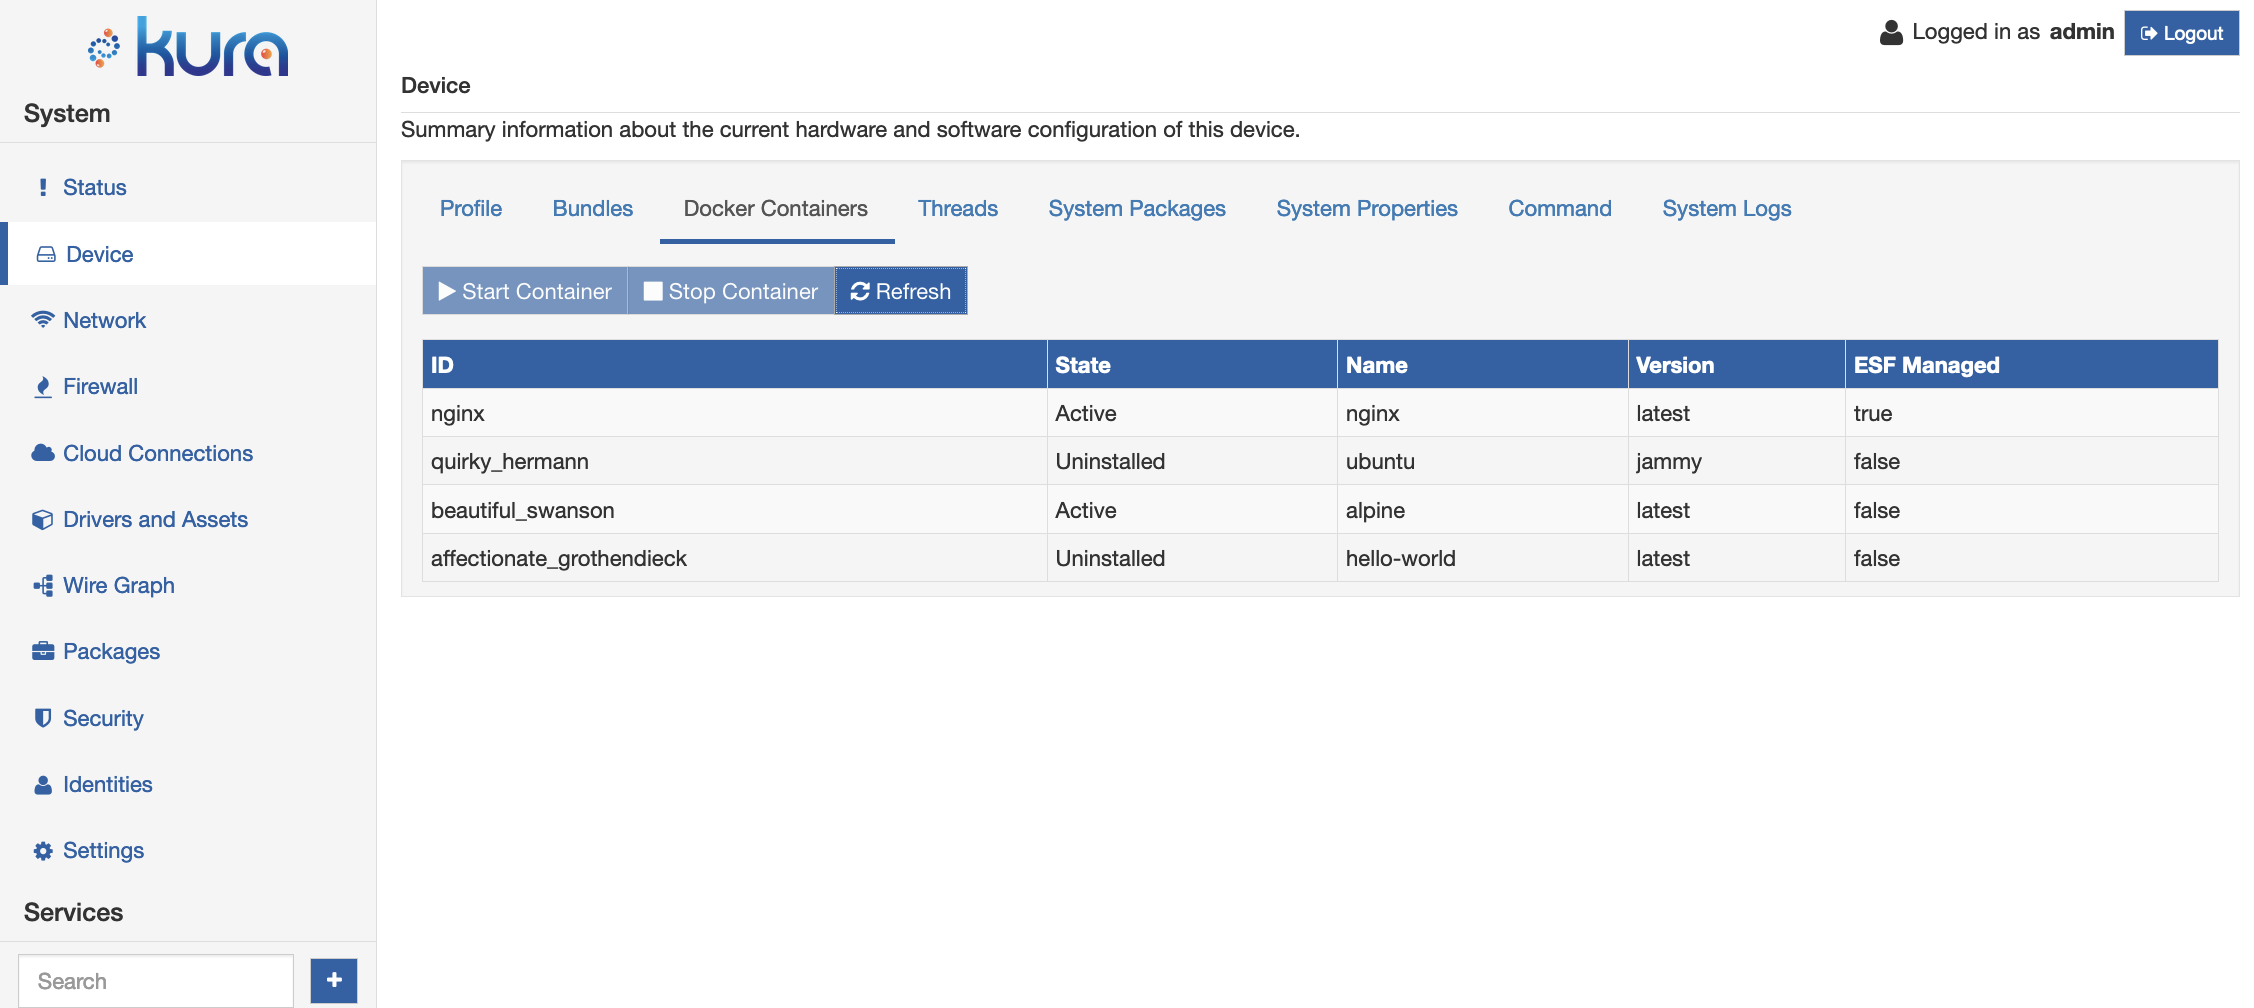 kura
Logged in as admin Logout
System
Status
Device
Network
Firewall
Cloud Connections
Drivers and Assets
Wire Graph
Packages
Security
Identities
Settings
Services
Search
Device
Summary information about the current hardware and software configuration of this device.
Profile Bundles Docker Containers Threads System Packages System Properties Command System Logs
Start Container Stop Container Refresh
ID State Name Version ESF Managed
nginx Active nginx latest true
quirky_hermann Uninstalled ubuntu jammy false
beautiful_swanson Active alpine latest false
affectionate_grothendieck Uninstalled hello-world latest false